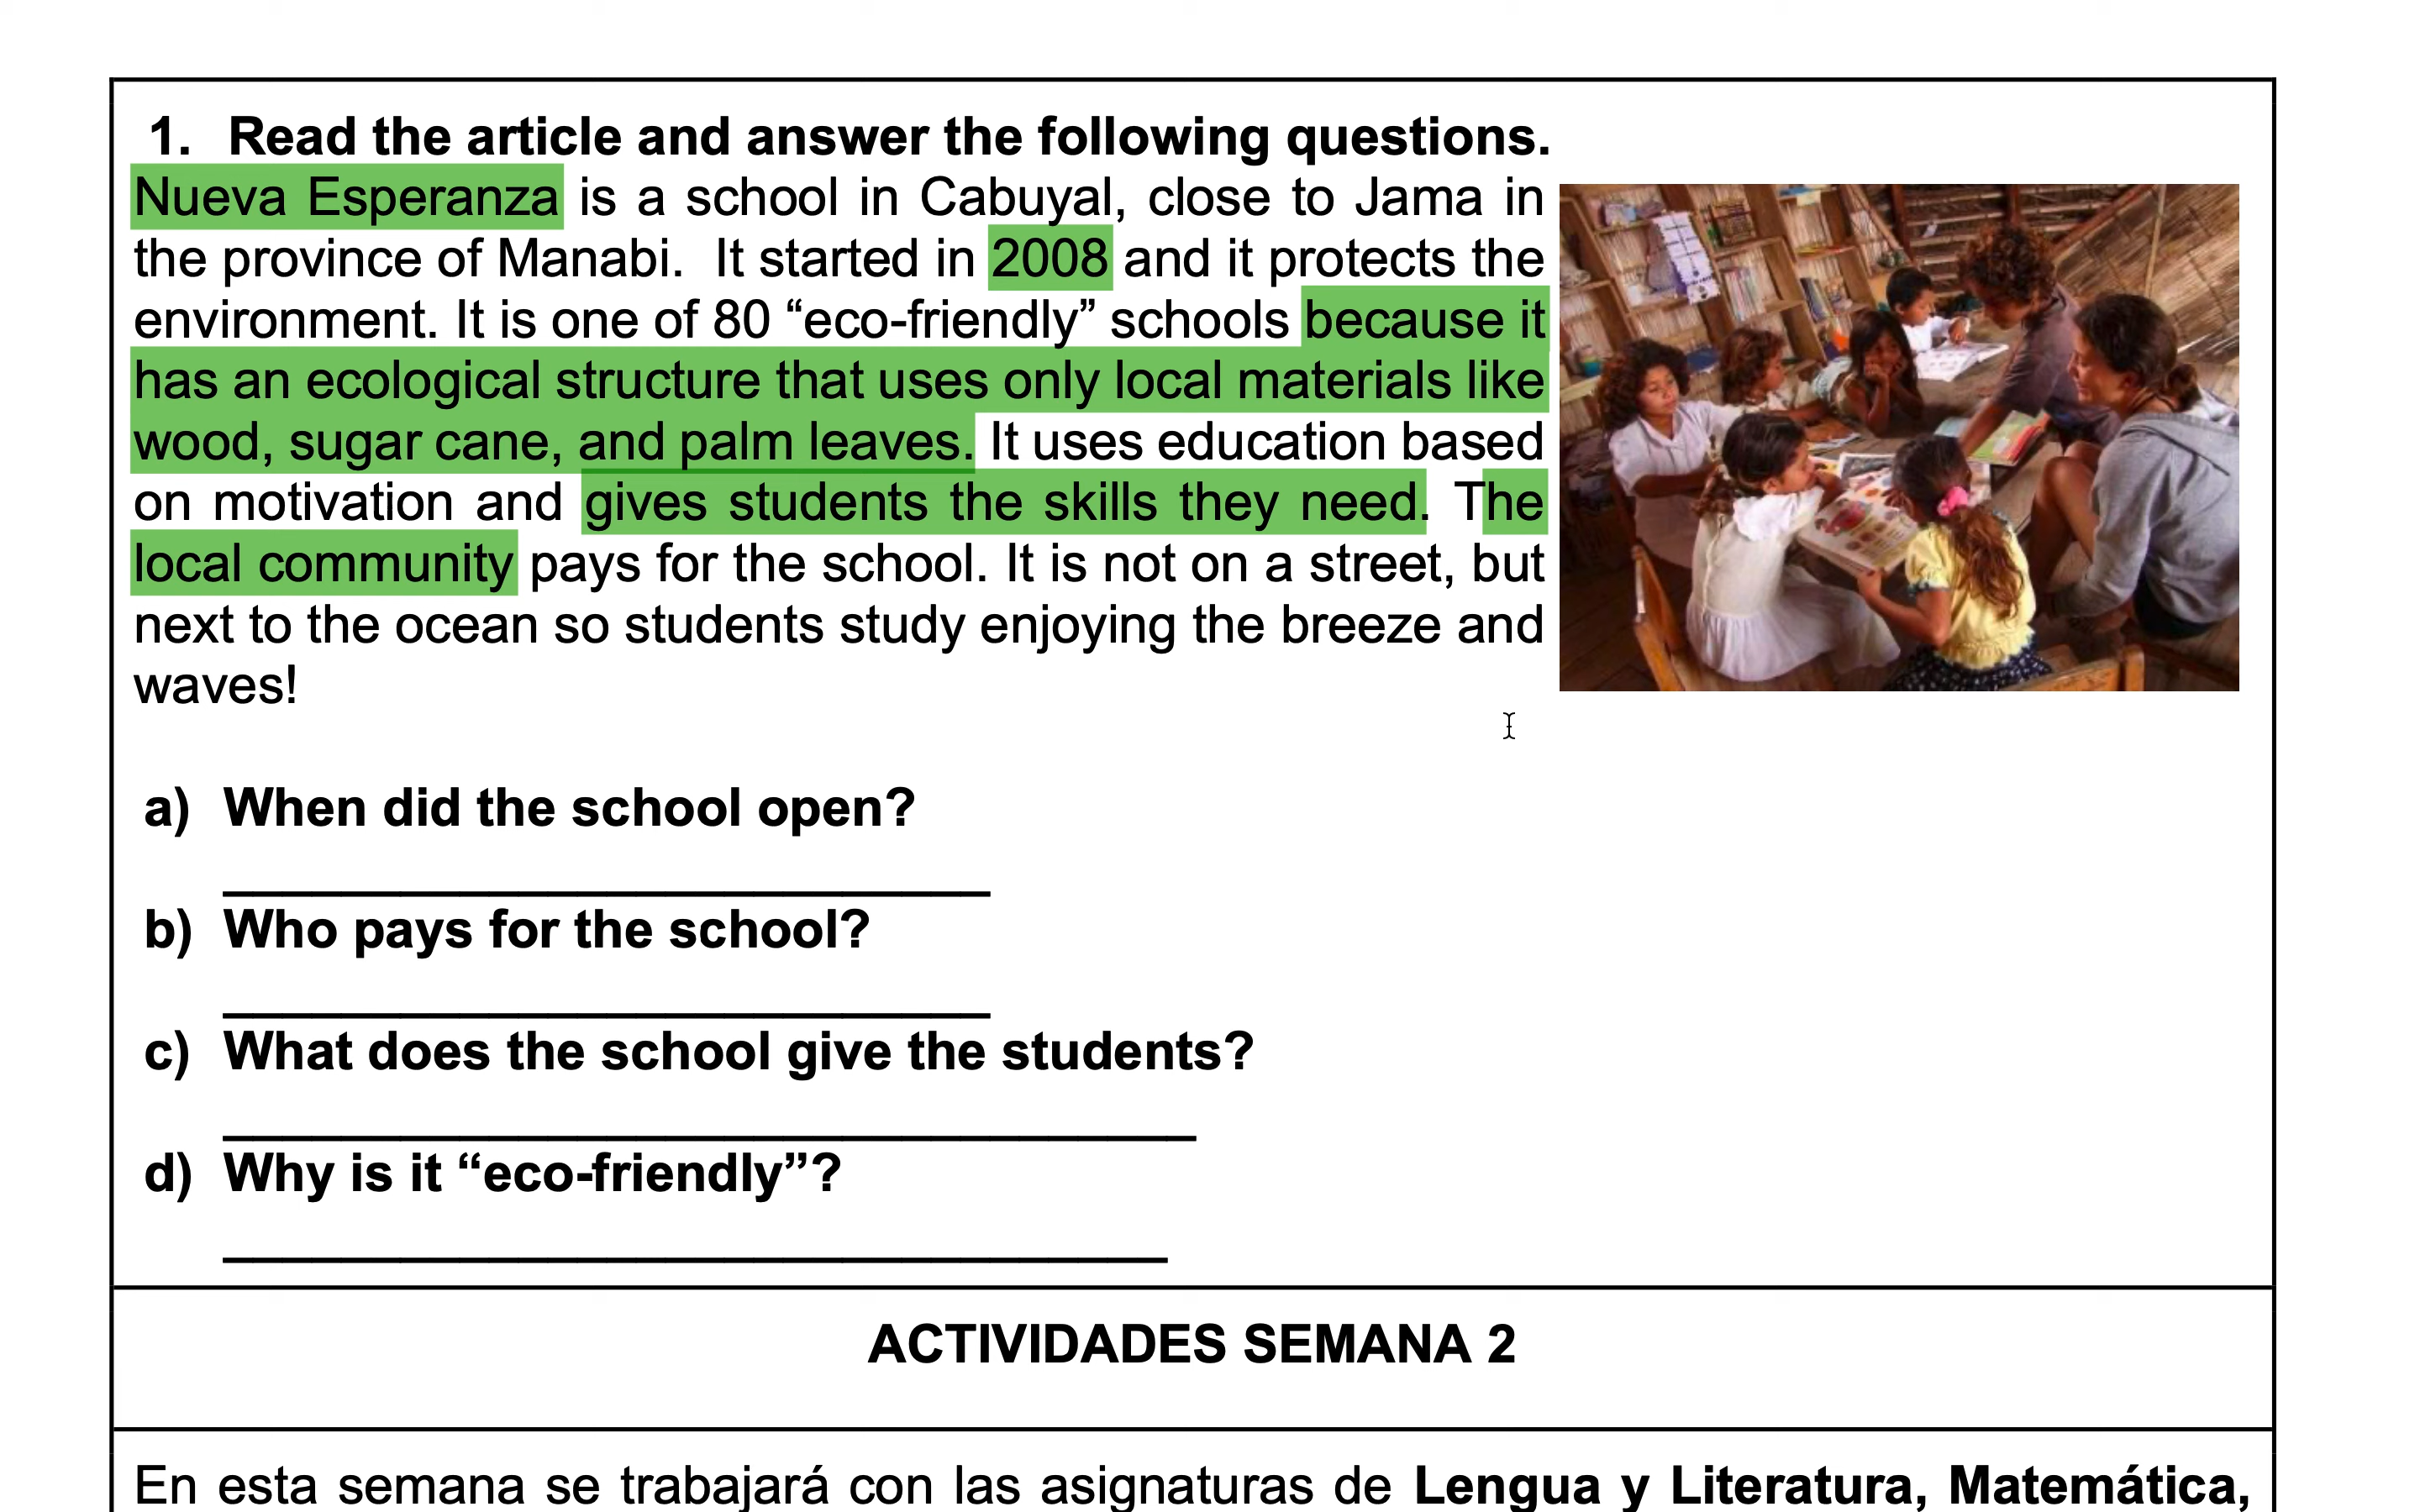 1. Read the article and answer the following questions.
Nueva Esperanza is a school in Cabuyal, close to Jama in
the province of Manabi.  It started in 2008 and it protects the
environment. It is one of 80 “eco-friendly” schools because it
has an ecological structure that uses only local materials like
wood, sugar cane, and palm leaves. It uses education based
on motivation and gives students the skills they need. The
local community pays for the school. It is not on a street, but
next to the ocean so students study enjoying the breeze and
waves!
a) When did the school open?
b) Who pays for the school?
c) What does the school give the students?
d) Why is it “eco-friendly”?
ACTIVIDADES SEMANA 2
En esta semana se trabajará con las asignaturas de Lengua y Literatura, Matemática,